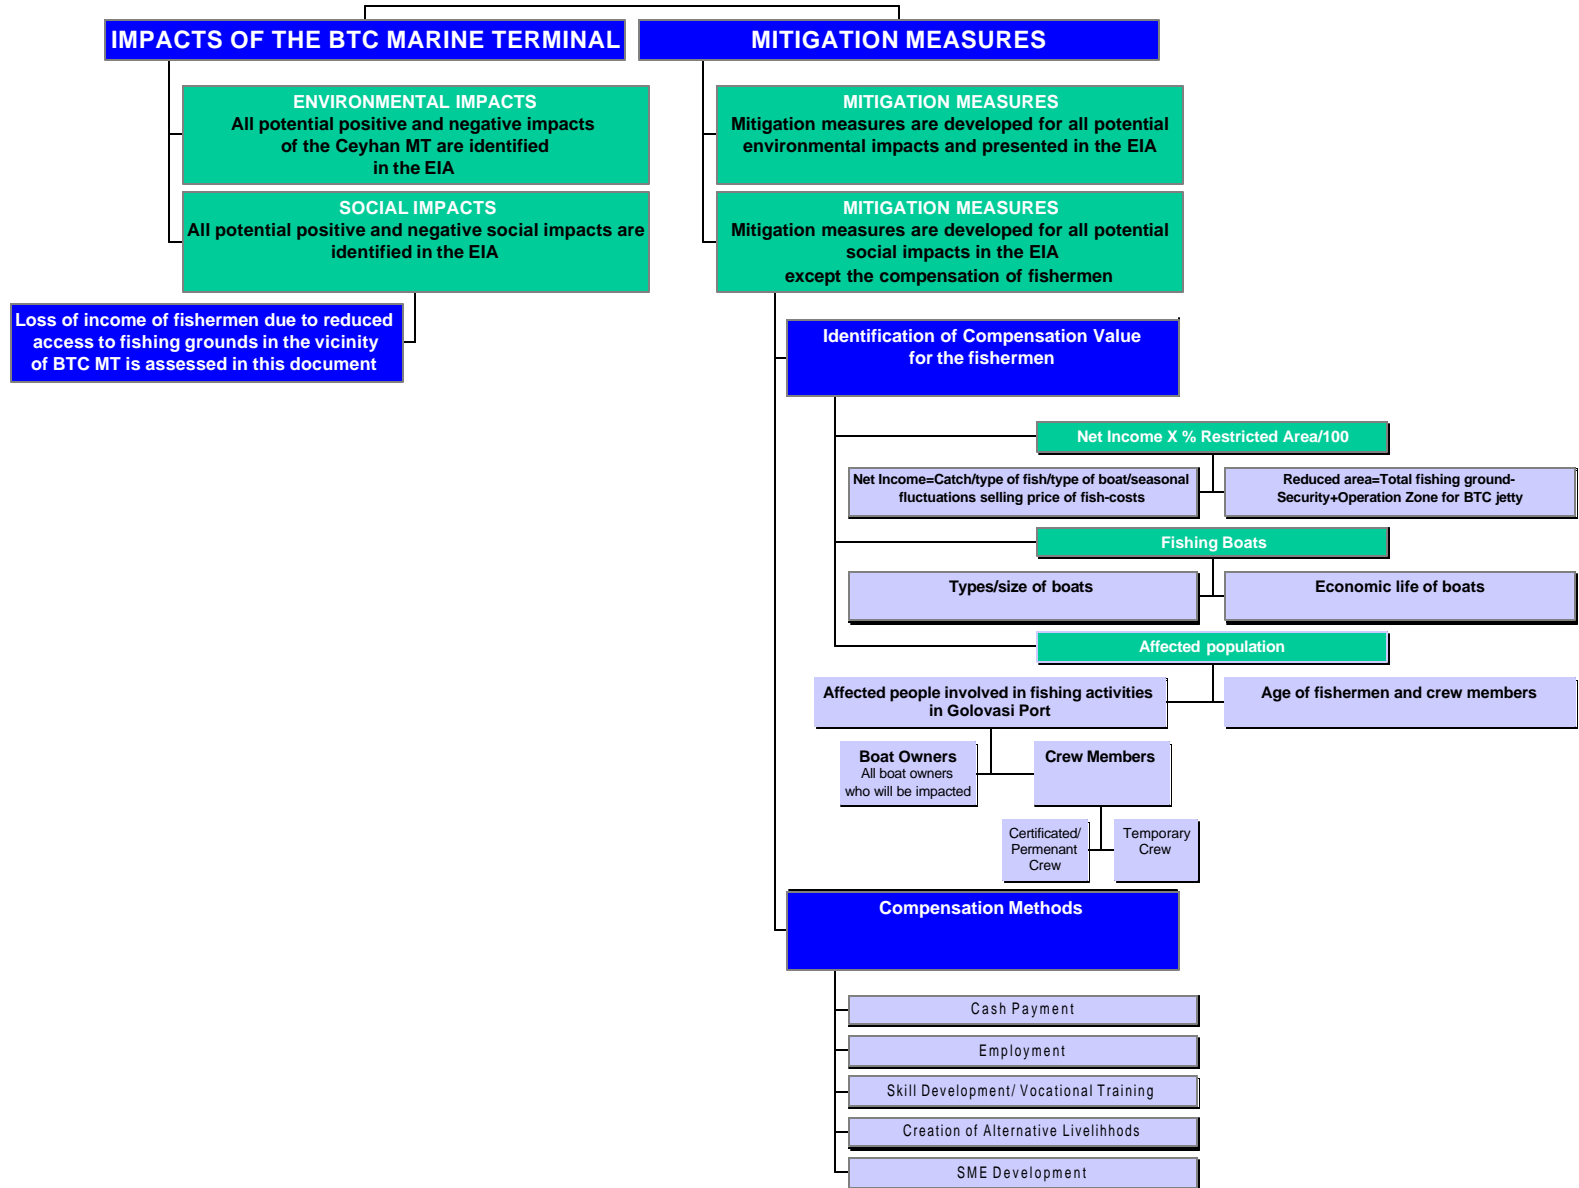 IMPACTS OF THE BTC MARINE TERMINAL
MITIGATION MEASURES
ENVIRONMENTAL IMPACTS
All potential positive and negative impacts
of the Ceyhan MT are identified
in the EIA
MITIGATION MEASURES
Mitigation measures are developed for all potential
environmental impacts and presented in the EIA
SOCIAL IMPACTS
All potential positive and negative social impacts are
identified in the EIA
MITIGATION MEASURES
Mitigation measures are developed for all potential
social impacts in the EIA
except the compensation of fishermen
Loss of income of fishermen due to reduced
access to fishing grounds in the vicinity
of BTC MT is assessed in this document
Identification of Compensation Value
for the fishermen
Net Income X % Restricted Area/100
Net Income=Catch/type of fish/type of boat/seasonal
fluctuations selling price of fish-costs
Reduced area=Total fishing ground-
Security+Operation Zone for BTC jetty
Fishing Boats
Types/size of boats
Economic life of boats
Affected population
Affected people involved in fishing activities
in Golovasi Port
Age of fishermen and crew members
Boat Owners
All boat owners
who will be impacted
Crew Members
Certificated/
Permenant
Crew
Temporary
Crew
Compensation Methods
Cash Payment
Employment
Skill Development/ Vocational Training
Creation of Alternative Livelihhods
SME Development